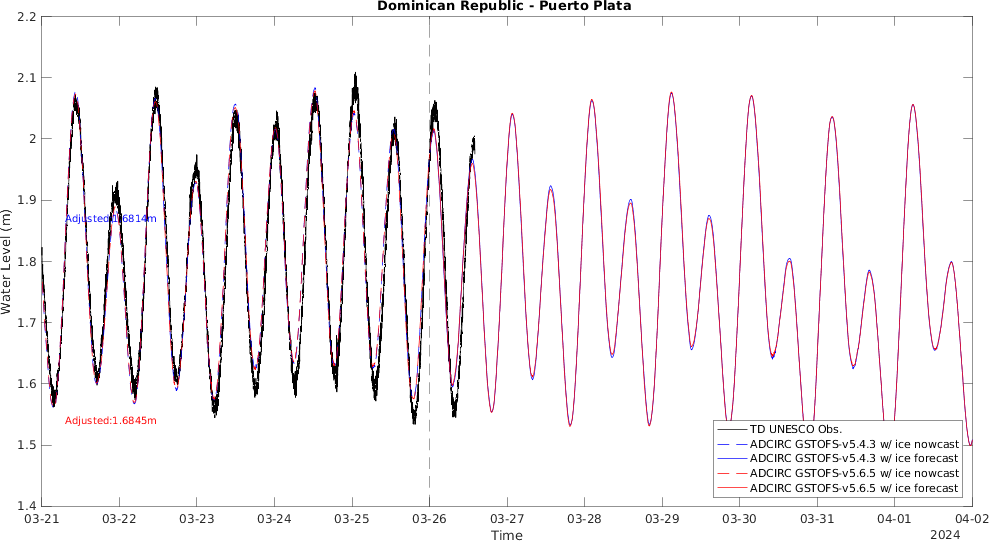 Dominican Republic - Puerto Plata
2.2
2.1
2
1.9
1.8
1.7
1.6
1.5
1.4
Water Level (m)
Adjusted:1.6814m
Adjusted:1.6845m
TD UNESCO Obs.
ADCIRC GSTOFS-v5.4.3 w/ ice nowcast
ADCIRC GSTOFS-v5.4.3 w/ ice forecast
ADCIRC GSTOFS-v5.6.5 w/ ice nowcast
ADCIRC GSTOFS-v5.6.5 w/ ice forecast
03-21 03-22 03-23 03-24 03-25 03-26 03-27 03-28 03-29 03-30 03-31 04-01 04-02
Time
2024